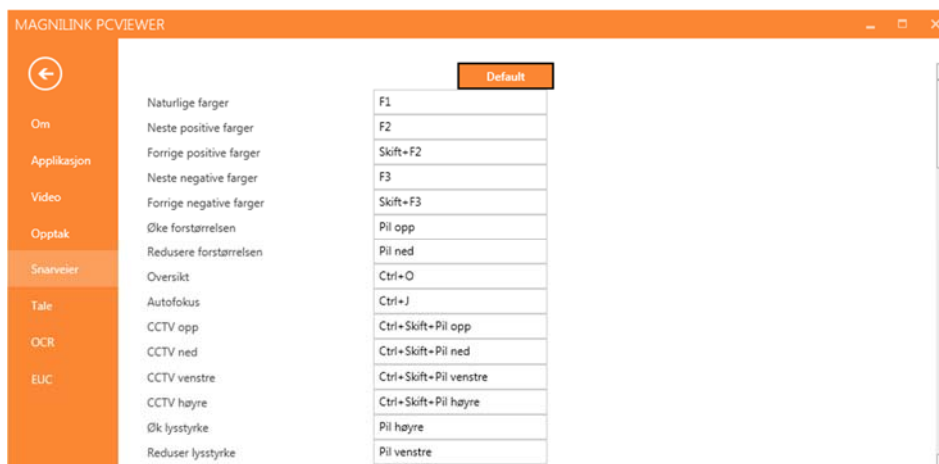 MAGNILINK PCVIEWER
Om
Applikasjon
Video
Opptak
Snarveier
Tale
OCR
EUC
Default
Naturlige farger F1
Neste positive farger F2
Forrige positive farger Skift+F2
Neste negative farger F3
Forrige negative farger Skift+F3
Øke forstørrelsen Pil opp
Redusere forstørrelsen Pil ned
Oversikt Ctrl+O
Autofokus Ctrl+J
CCTV opp Ctrl+Skift+Pil opp
CCTV ned Ctrl+Skift+Pil ned
CCTV venstre Ctrl+Skift+Pil venstre
CCTV høyre Ctrl+Skift+Pil høyre
Øk lysstyrke Pil høyre
Reduser lysstyrke Pil venstre